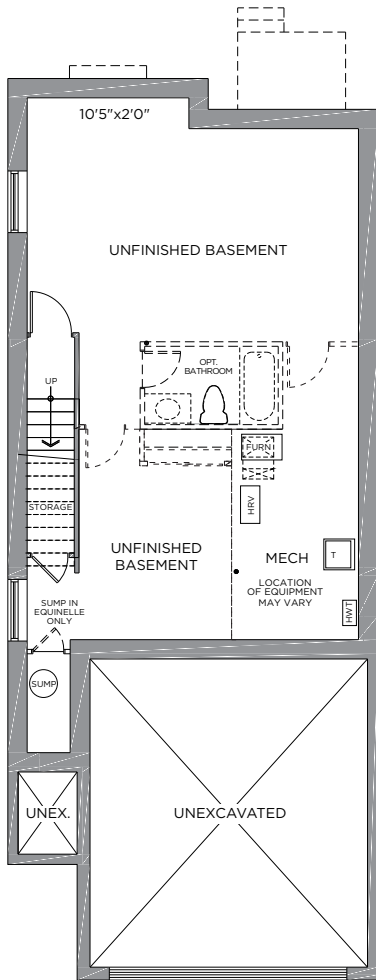 10'5"x2'0"
UNFINISHED BASEMENT
OPT.
BATHROOM
UP
FURN
STORAGE
HRV
UNFINISHED
BASEMENT
MECH
T
LOCATION
OF EQUIPMENT
MAY VARY
HWT
SUMP IN
EQUINELLE
ONLY
SUMP
UNEX.
UNEXCAVATED